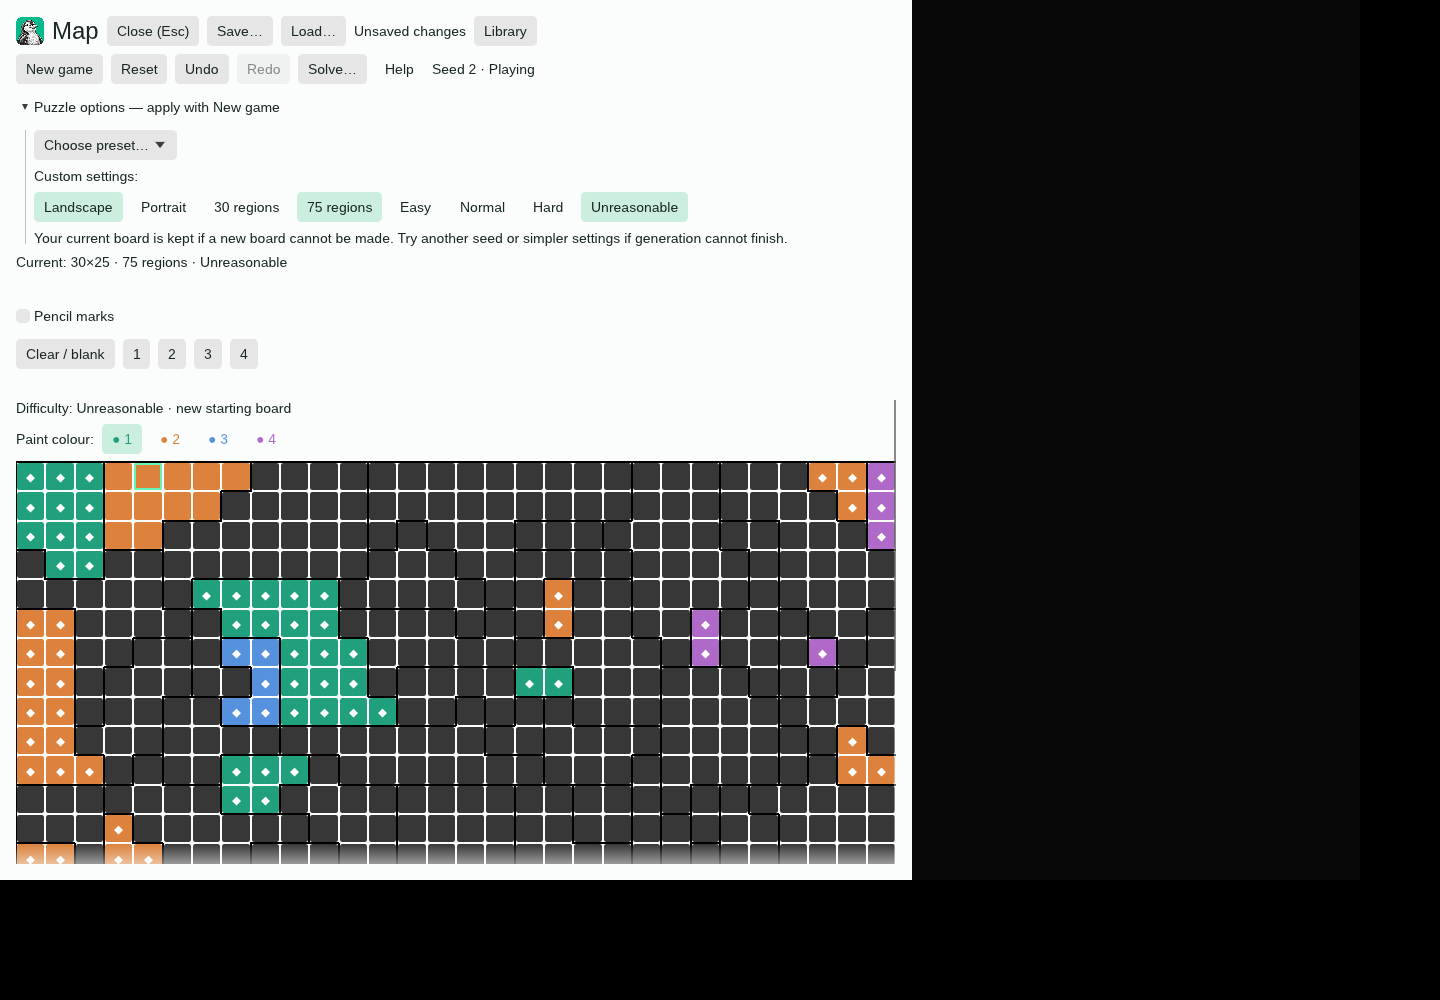 Map Close (Esc) Save… Load… Unsaved changes Library
New game Reset Undo Redo Solve… Help Seed 2 · Playing
Puzzle options — apply with New game
Choose preset…
Custom settings:
Landscape Portrait 30 regions 75 regions Easy Normal Hard Unreasonable
Your current board is kept if a new board cannot be made. Try another seed or simpler settings if generation cannot finish.
Current: 30×25 · 75 regions · Unreasonable
Pencil marks
Clear / blank 1 2 3 4
Difficulty: Unreasonable · new starting board
Paint colour: ● 1 ● 2 ● 3 ● 4